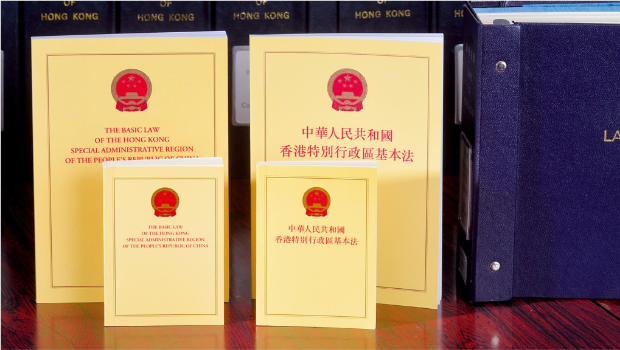 OF
HONG KONG
OF
HONG KONG
OF
HONG KONG
HONG KONG
THE BASIC LAW
OF THE HONG KONG
SPECIAL ADMINISTRATIVE REGION
OF THE PEOPLE'S REPUBLIC OF CHINA
中華人民共和國
香港特別行政區基本法
THE BASIC LAW
OF THE HONG KONG
SPECIAL ADMINISTRATIVE REGION
OF THE PEOPLE'S REPUBLIC OF CHINA
中華人民共和國
香港特別行政區基本法
LA